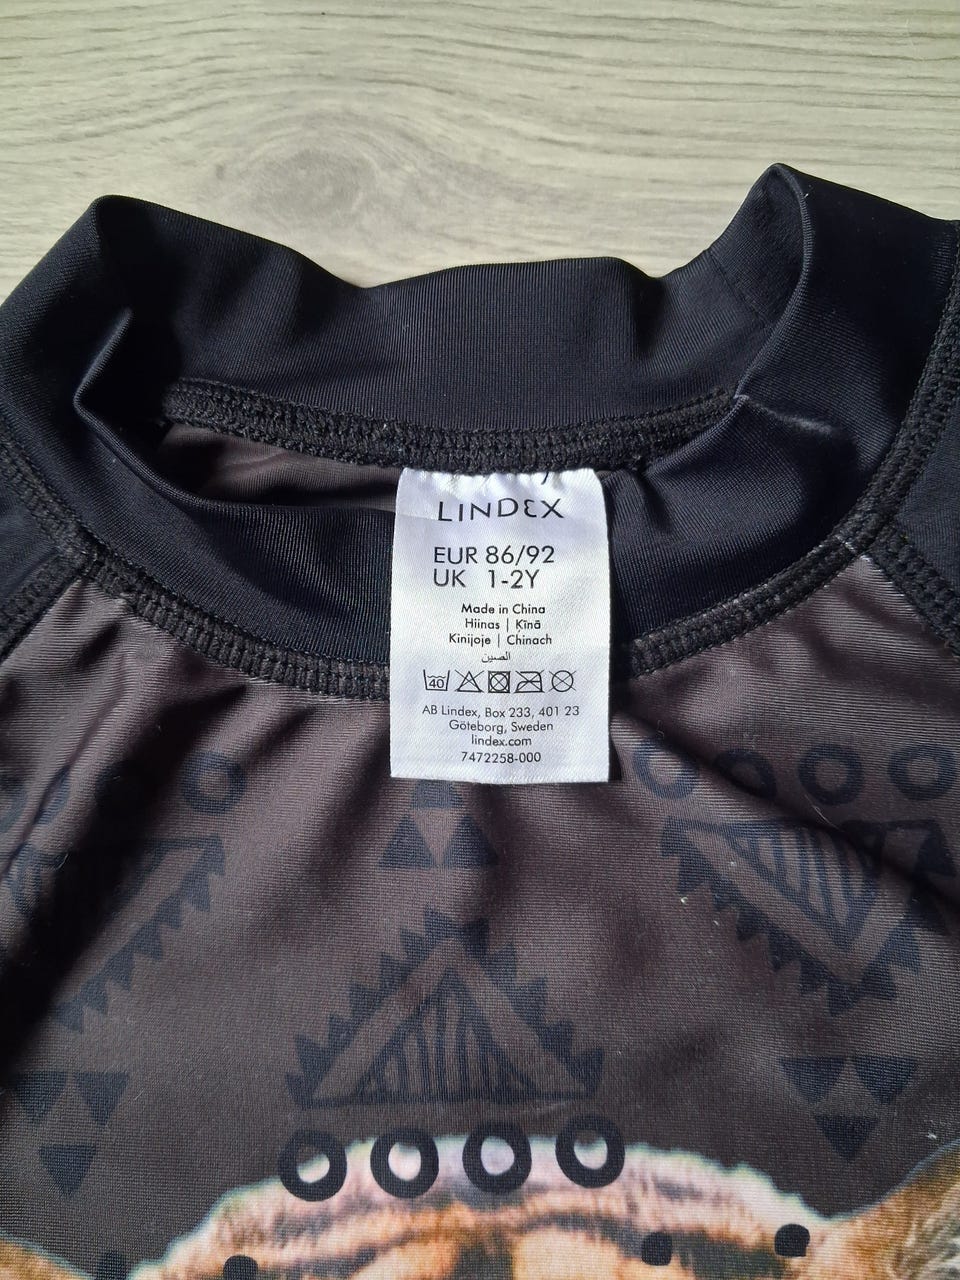 LINDEX
EUR 86/92
UK 1-2Y
Made in China
Hiinas | Ķīnā
Kinijoje | Chinach
الصين
40
AB Lindex, Box 233, 401 23
Göteborg, Sweden
lindex.com
7472258-000